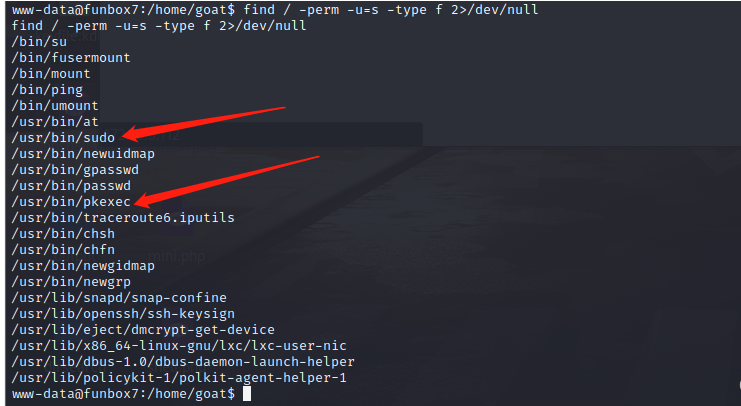 www-data@funbox7:/home/goat$ find / -perm -u=s -type f 2>/dev/null
find / -perm -u=s -type f 2>/dev/null
/bin/su
/bin/fusermount
/bin/mount
/bin/ping
/bin/umount
/usr/bin/at
/usr/bin/sudo
/usr/bin/newuidmap
/usr/bin/gpasswd
/usr/bin/passwd
/usr/bin/pkexec
/usr/bin/traceroute6.iputils
/usr/bin/chsh
/usr/bin/chfn
mini.php
/usr/bin/newgidmap
/usr/bin/newgrp
/usr/lib/snapd/snap-confine
/usr/lib/openssh/ssh-keysign
/usr/lib/eject/dmcrypt-get-device
/usr/lib/x86_64-linux-gnu/lxc/lxc-user-nic
/usr/lib/dbus-1.0/dbus-daemon-launch-helper
/usr/lib/policykit-1/polkit-agent-helper-1
www-data@funbox7:/home/goat$